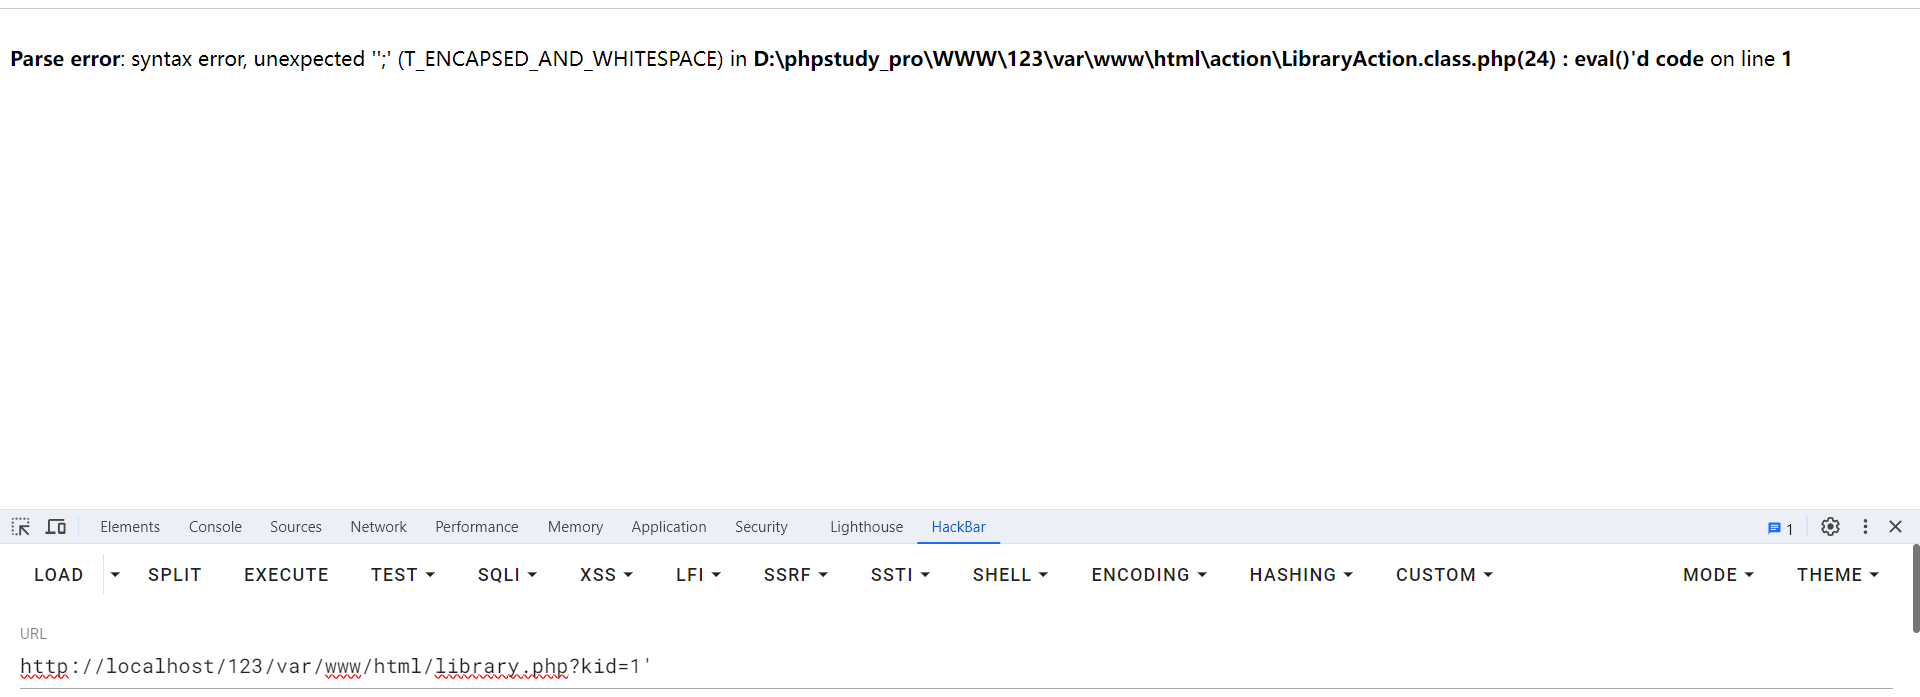 Parse error: syntax error, unexpected '';' (T_ENCAPSED_AND_WHITESPACE) in D:\phpstudy_pro\WWW\123\var\www\html\action\LibraryAction.class.php(24) : eval()'d code on line 1
Elements Console Sources Network Performance Memory Application Security Lighthouse HackBar 1
LOAD SPLIT EXECUTE TEST SQLI XSS LFI SSRF SSTI SHELL ENCODING HASHING CUSTOM MODE THEME
URL
http://localhost/123/var/www/html/library.php?kid=1'